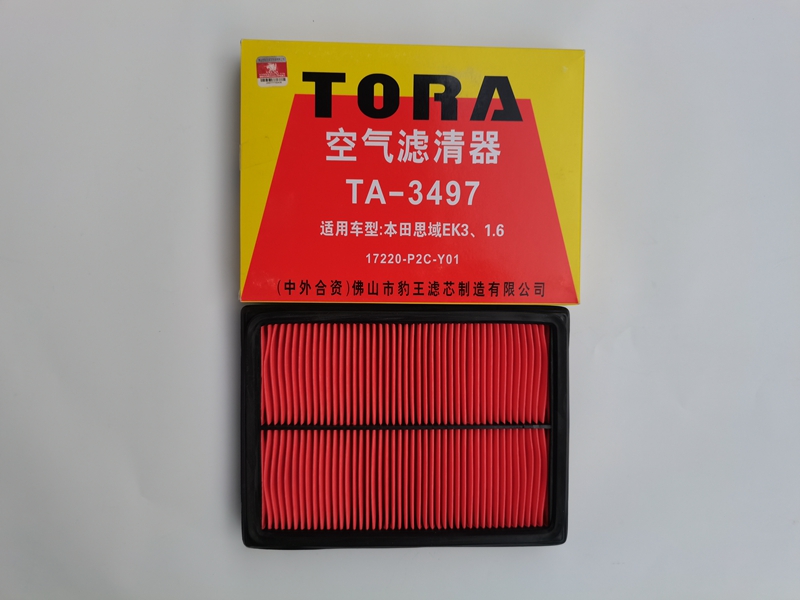 TORA
空气滤清器
TA-3497
适用车型:本田思域EK3、1.6
17220-P2C-Y01
(中外合资)佛山市豹王滤芯制造有限公司